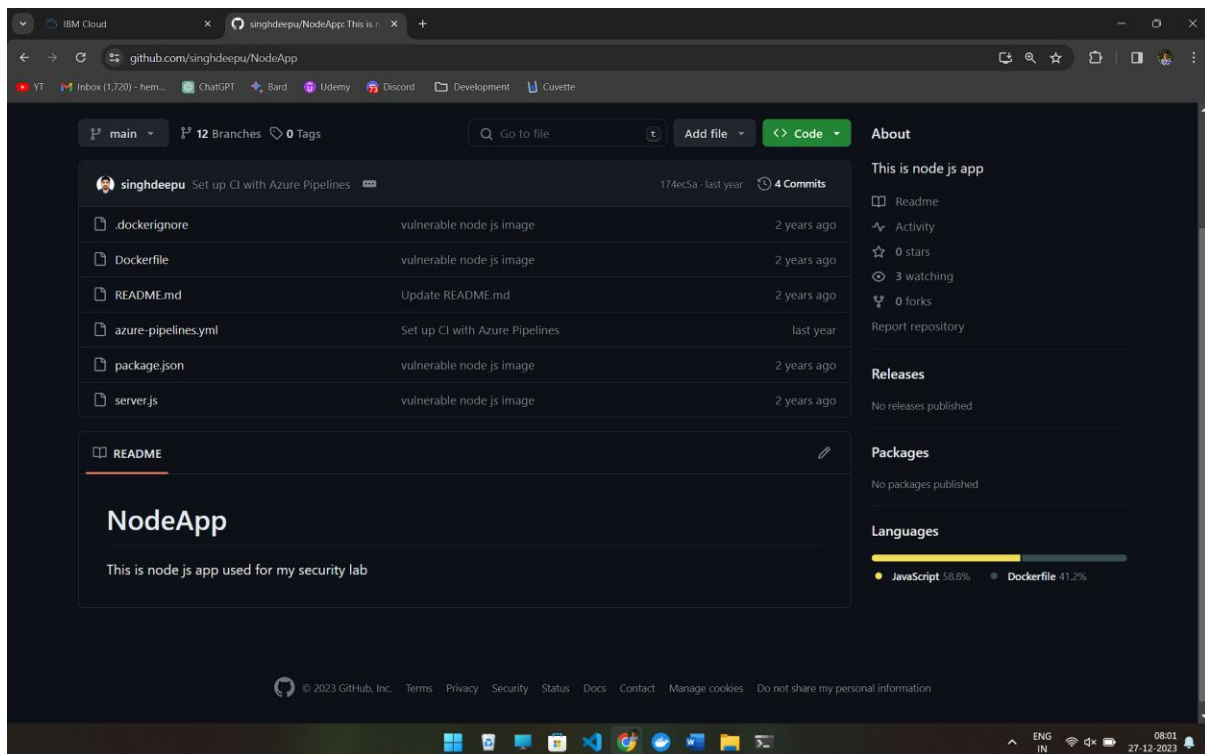 IBM Cloud
singhdeepu/NodeApp: This is n
github.com/singhdeepu/NodeApp
YT Inbox (1,720) - hem... ChatGPT Bard Udemy Discord Development Cuvette
main 12 Branches 0 Tags Go to file t Add file <> Code
singhdeepu Set up CI with Azure Pipelines 174ec5a · last year 4 Commits
.dockerignore vulnerable node js image 2 years ago
Dockerfile vulnerable node js image 2 years ago
README.md Update README.md 2 years ago
azure-pipelines.yml Set up CI with Azure Pipelines last year
package.json vulnerable node js image 2 years ago
server.js vulnerable node js image 2 years ago
README
NodeApp
This is node js app used for my security lab
About
This is node js app
Readme
Activity
0 stars
3 watching
0 forks
Report repository
Releases
No releases published
Packages
No packages published
Languages
JavaScript 58.8% Dockerfile 41.2%
© 2023 GitHub, Inc. Terms Privacy Security Status Docs Contact Manage cookies Do not share my personal information
ENG
IN
08:01
27-12-2023